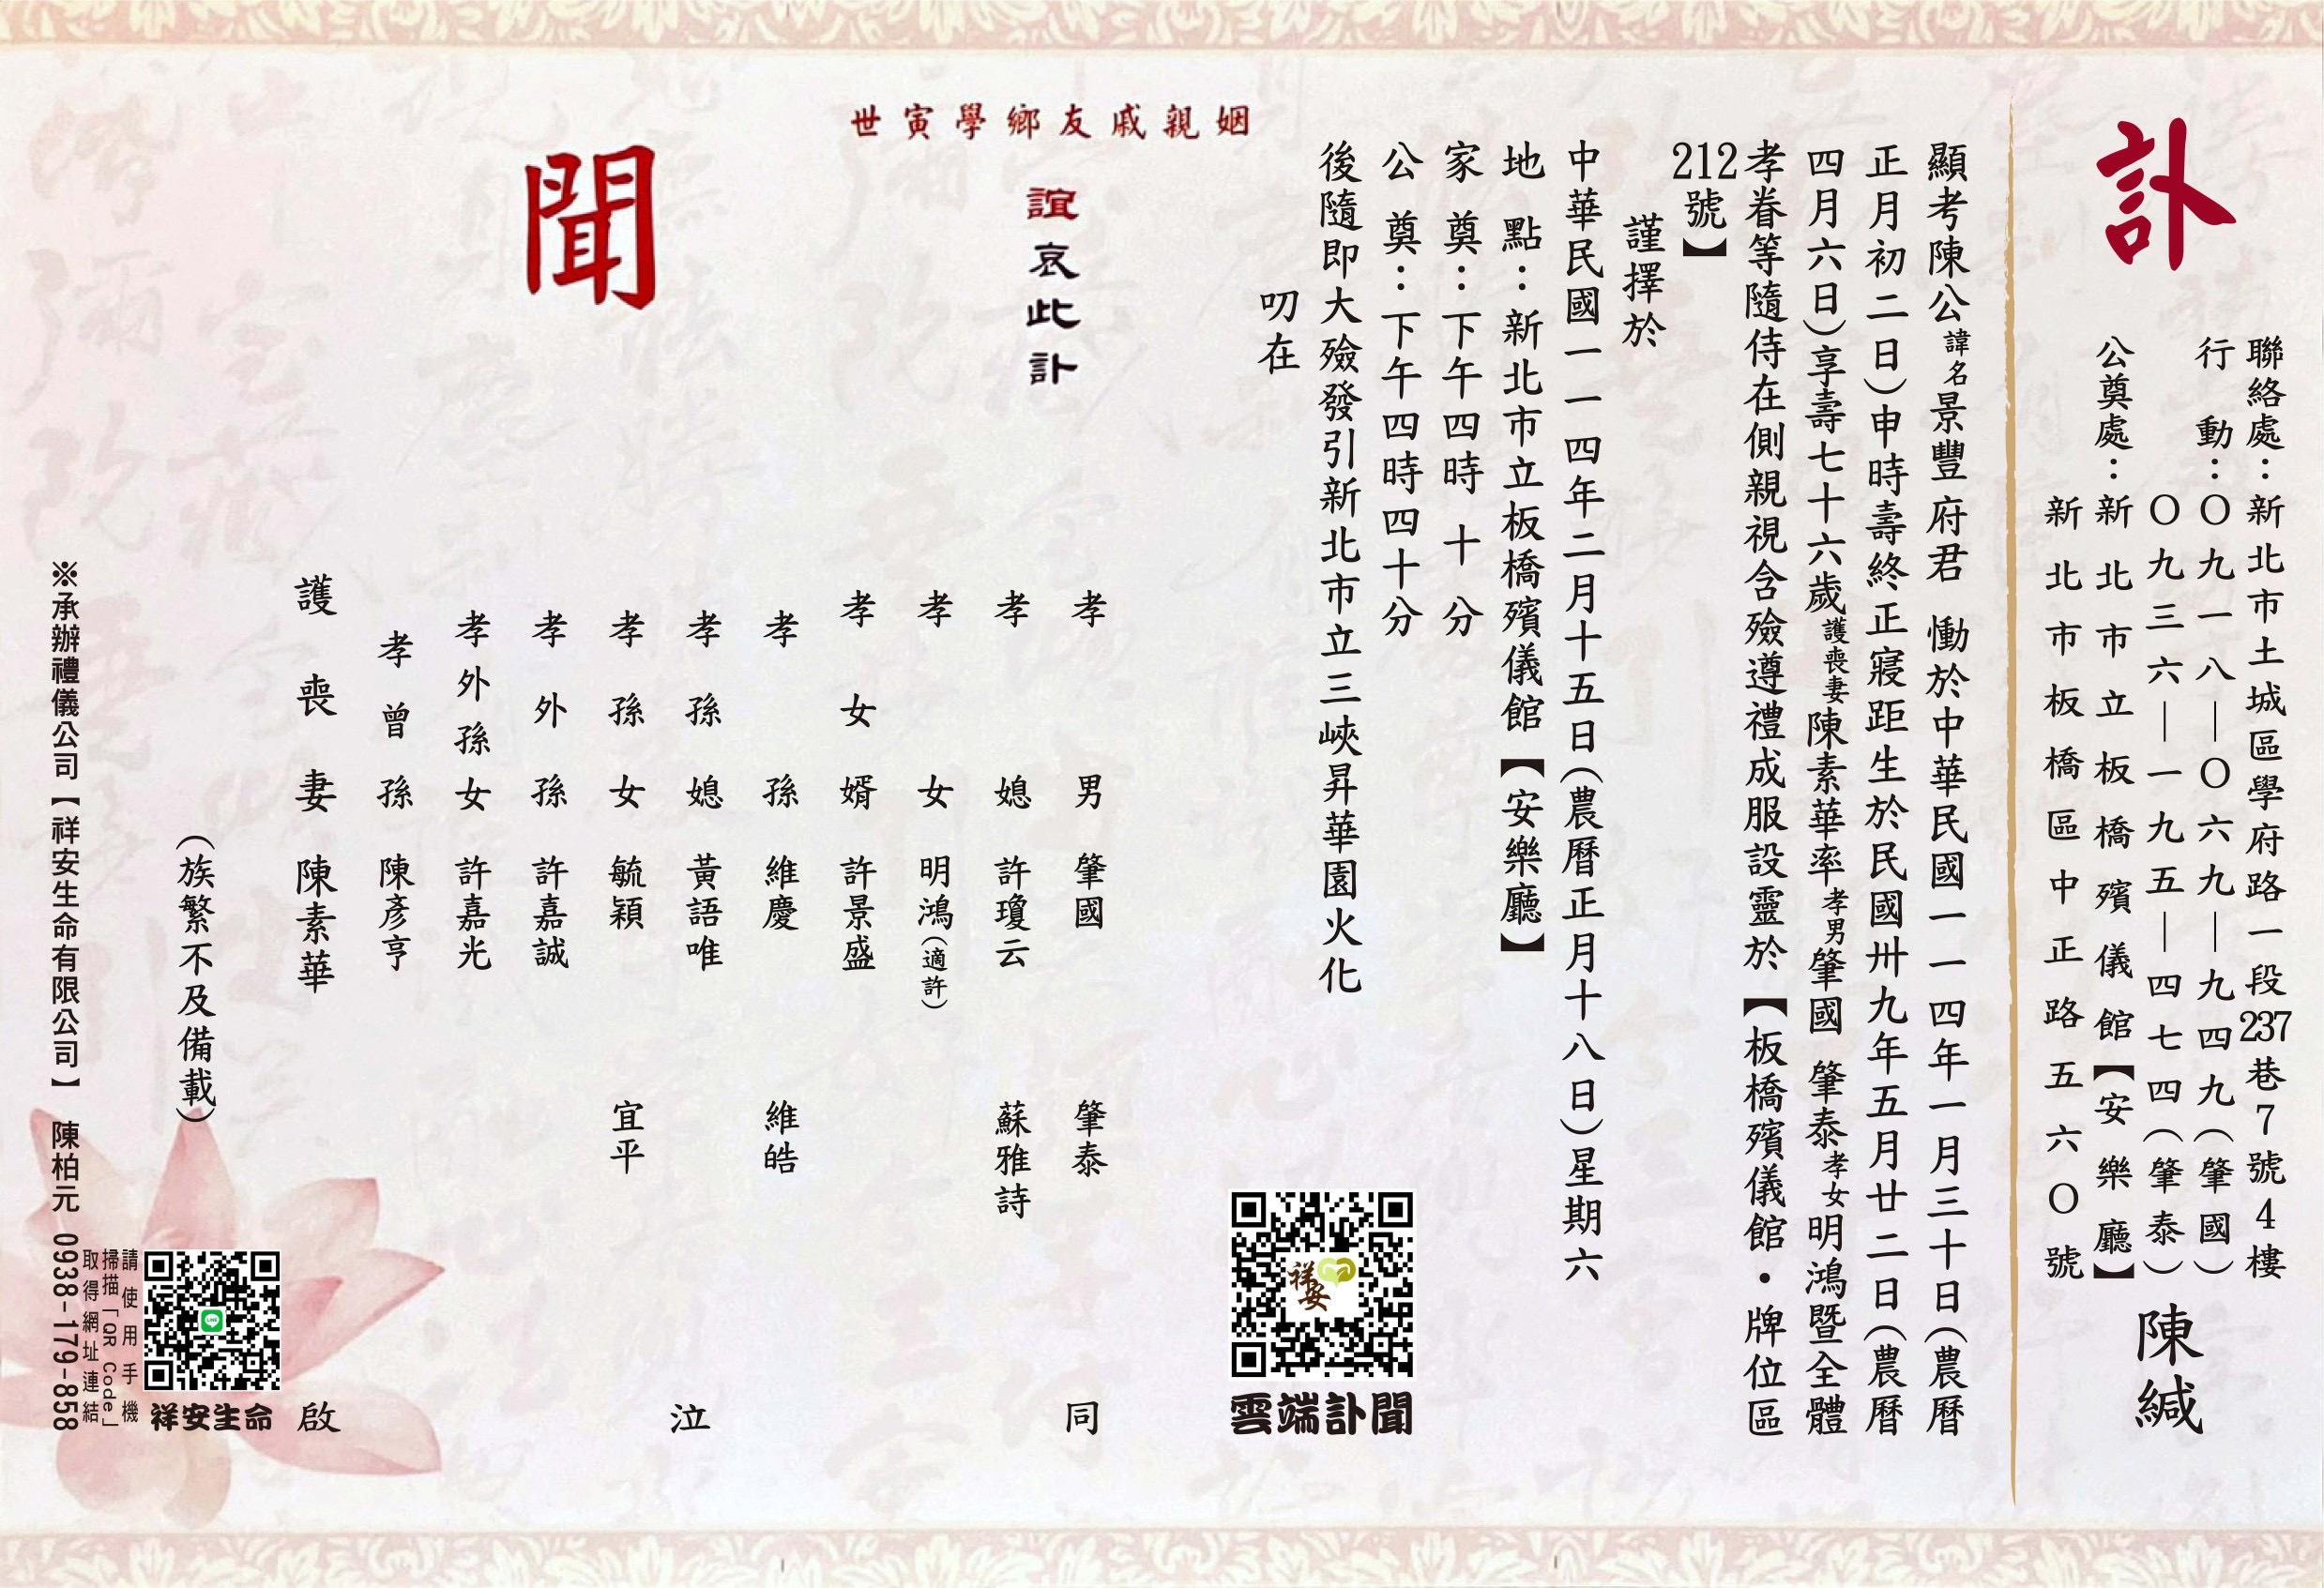 訃
聯絡處：新北市土城區學府路一段237巷7號4樓
行動：〇九一八｜〇六九｜九四九（肇國）
〇九三六｜一九五｜四七四（肇泰）
公奠處：新北市立板橋殯儀館【安樂廳】
新北市板橋區中正路五六〇號
陳緘
顯考陳公諱名景豐府君 慟於中華民國一一四年一月三十日（農曆
正月初二日）申時壽終正寢距生於民國卅九年五月廿二日（農曆
四月六日）享壽七十六歲護喪妻陳素華率孝男肇國 肇泰孝女明鴻暨全體
孝眷等隨侍在側親視含殮遵禮成服設靈於【板橋殯儀館・牌位區
212號】
謹擇於
中華民國一一四年二月十五日（農曆正月十八日）星期六
地點：新北市立板橋殯儀館【安樂廳】
家奠：下午四時十分
公奠：下午四時四十分
後隨即大殮發引新北市立三峽昇華園火化
叨在
雲端訃聞
祥安
姻親戚友鄉學寅世
誼哀此訃
聞
孝男 肇國 肇泰
孝媳 許瓊云 蘇雅詩
孝女 明鴻（適許）
孝女婿 許景盛
孝孫 維慶 維皓
孝孫媳 黃語唯
孝孫女 毓穎 宜平
孝外孫 許嘉誠
孝外孫女 許嘉光
孝曾孫 陳彥亨
護喪妻 陳素華
同泣啟
（族繁不及備載）
祥安生命
LINE
請使用手機
掃描「QR Code」
取得網址連結
※承辦禮儀公司【祥安生命有限公司】 陳柏元 0938-179-858